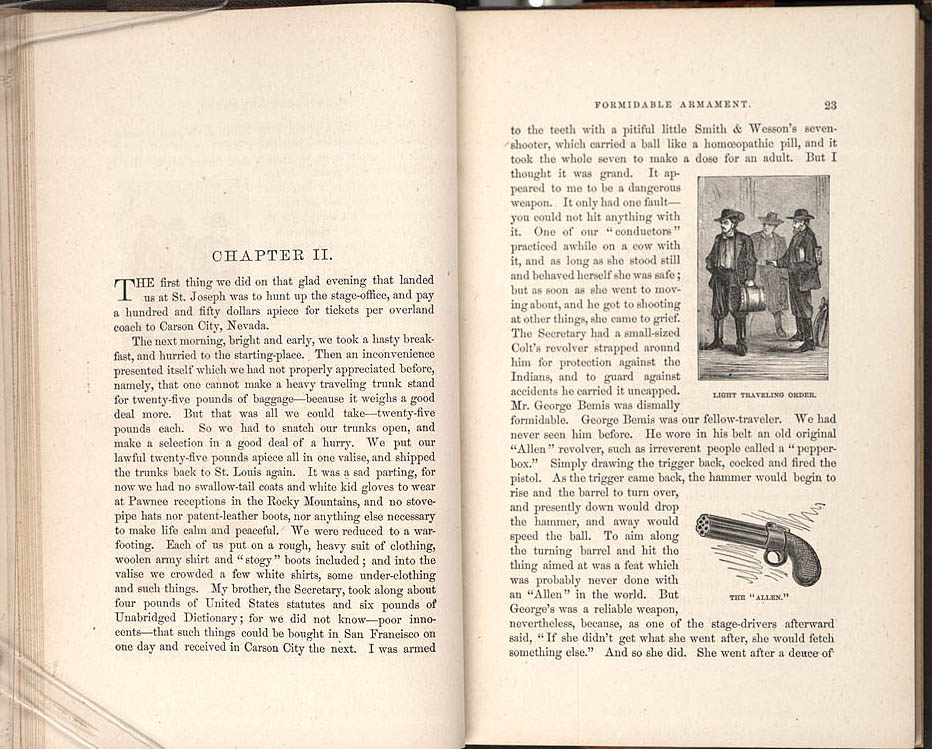 CHAPTER II.
THE first thing we did on that glad evening that landed
us at St. Joseph was to hunt up the stage-office, and pay
a hundred and fifty dollars apiece for tickets per overland
coach to Carson City, Nevada.
The next morning, bright and early, we took a hasty break-
fast, and hurried to the starting-place. Then an inconvenience
presented itself which we had not properly appreciated before,
namely, that one cannot make a heavy traveling trunk stand
for twenty-five pounds of baggage—because it weighs a good
deal more. But that was all we could take—twenty-five
pounds each. So we had to snatch our trunks open, and
make a selection in a good deal of a hurry. We put our
lawful twenty-five pounds apiece all in one valise, and shipped
the trunks back to St. Louis again. It was a sad parting, for
now we had no swallow-tail coats and white kid gloves to wear
at Pawnee receptions in the Rocky Mountains, and no stove-
pipe hats nor patent-leather boots, nor anything else necessary
to make life calm and peaceful. We were reduced to a war-
footing. Each of us put on a rough, heavy suit of clothing,
woolen army shirt and "stogy" boots included; and into the
valise we crowded a few white shirts, some under-clothing
and such things. My brother, the Secretary, took along about
four pounds of United States statutes and six pounds of
Unabridged Dictionary; for we did not know—poor inno-
cents—that such things could be bought in San Francisco on
one day and received in Carson City the next. I was armed
FORMIDABLE ARMAMENT. 23
to the teeth with a pitiful little Smith & Wesson's seven-
shooter, which carried a ball like a homœopathic pill, and it
took the whole seven to make a dose for an adult. But I
thought it was grand. It ap-
peared to me to be a dangerous
weapon. It only had one fault—
you could not hit anything with
it. One of our "conductors"
practiced awhile on a cow with
it, and as long as she stood still
and behaved herself she was safe;
but as soon as she went to mov-
ing about, and he got to shooting
at other things, she came to grief.
The Secretary had a small-sized
Colt's revolver strapped around
him for protection against the
Indians, and to guard against
accidents he carried it uncapped.
Mr. George Bemis was dismally
LIGHT TRAVELING ORDER.
formidable. George Bemis was our fellow-traveler. We had
never seen him before. He wore in his belt an old original
"Allen" revolver, such as irreverent people called a "pepper-
box." Simply drawing the trigger back, cocked and fired the
pistol. As the trigger came back, the hammer would begin to
rise and the barrel to turn over,
and presently down would drop
the hammer, and away would
speed the ball. To aim along
the turning barrel and hit the
thing aimed at was a feat which
was probably never done with
an "Allen" in the world. But
George's was a reliable weapon,
THE "ALLEN."
nevertheless, because, as one of the stage-drivers afterward
said, "If she didn't get what she went after, she would fetch
something else." And so she did. She went after a deuce of